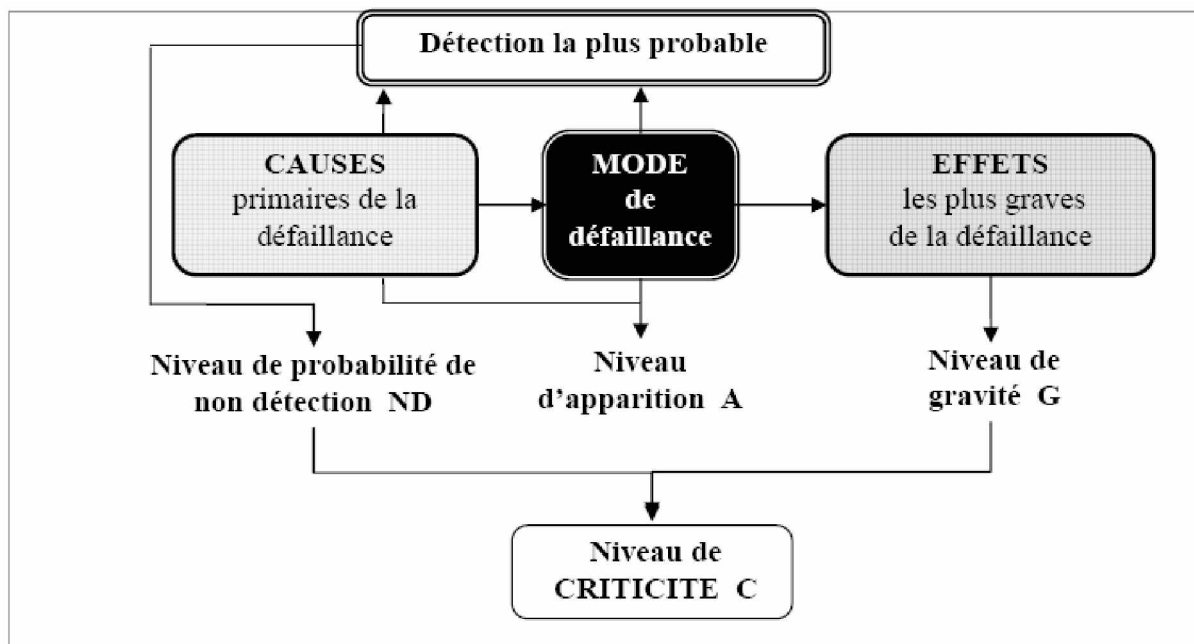 Détection la plus probable
CAUSES
primaires de la
défaillance
MODE
de
défaillance
EFFETS
les plus graves
de la défaillance
Niveau de probabilité de
non détection ND
Niveau
d'apparition A
Niveau de
gravité G
Niveau de
CRITICITE C